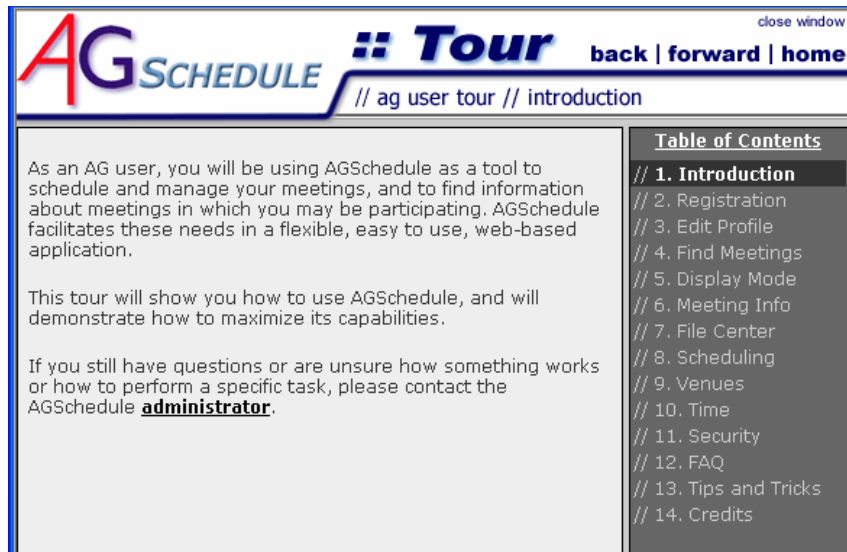 close window
AGSCHEDULE
:: Tour
back | forward | home
// ag user tour // introduction
As an AG user, you will be using AGSchedule as a tool to
schedule and manage your meetings, and to find information
about meetings in which you may be participating. AGSchedule
facilitates these needs in a flexible, easy to use, web-based
application.
This tour will show you how to use AGSchedule, and will
demonstrate how to maximize its capabilities.
If you still have questions or are unsure how something works
or how to perform a specific task, please contact the
AGSchedule administrator.
Table of Contents
// 1. Introduction
// 2. Registration
// 3. Edit Profile
// 4. Find Meetings
// 5. Display Mode
// 6. Meeting Info
// 7. File Center
// 8. Scheduling
// 9. Venues
// 10. Time
// 11. Security
// 12. FAQ
// 13. Tips and Tricks
// 14. Credits